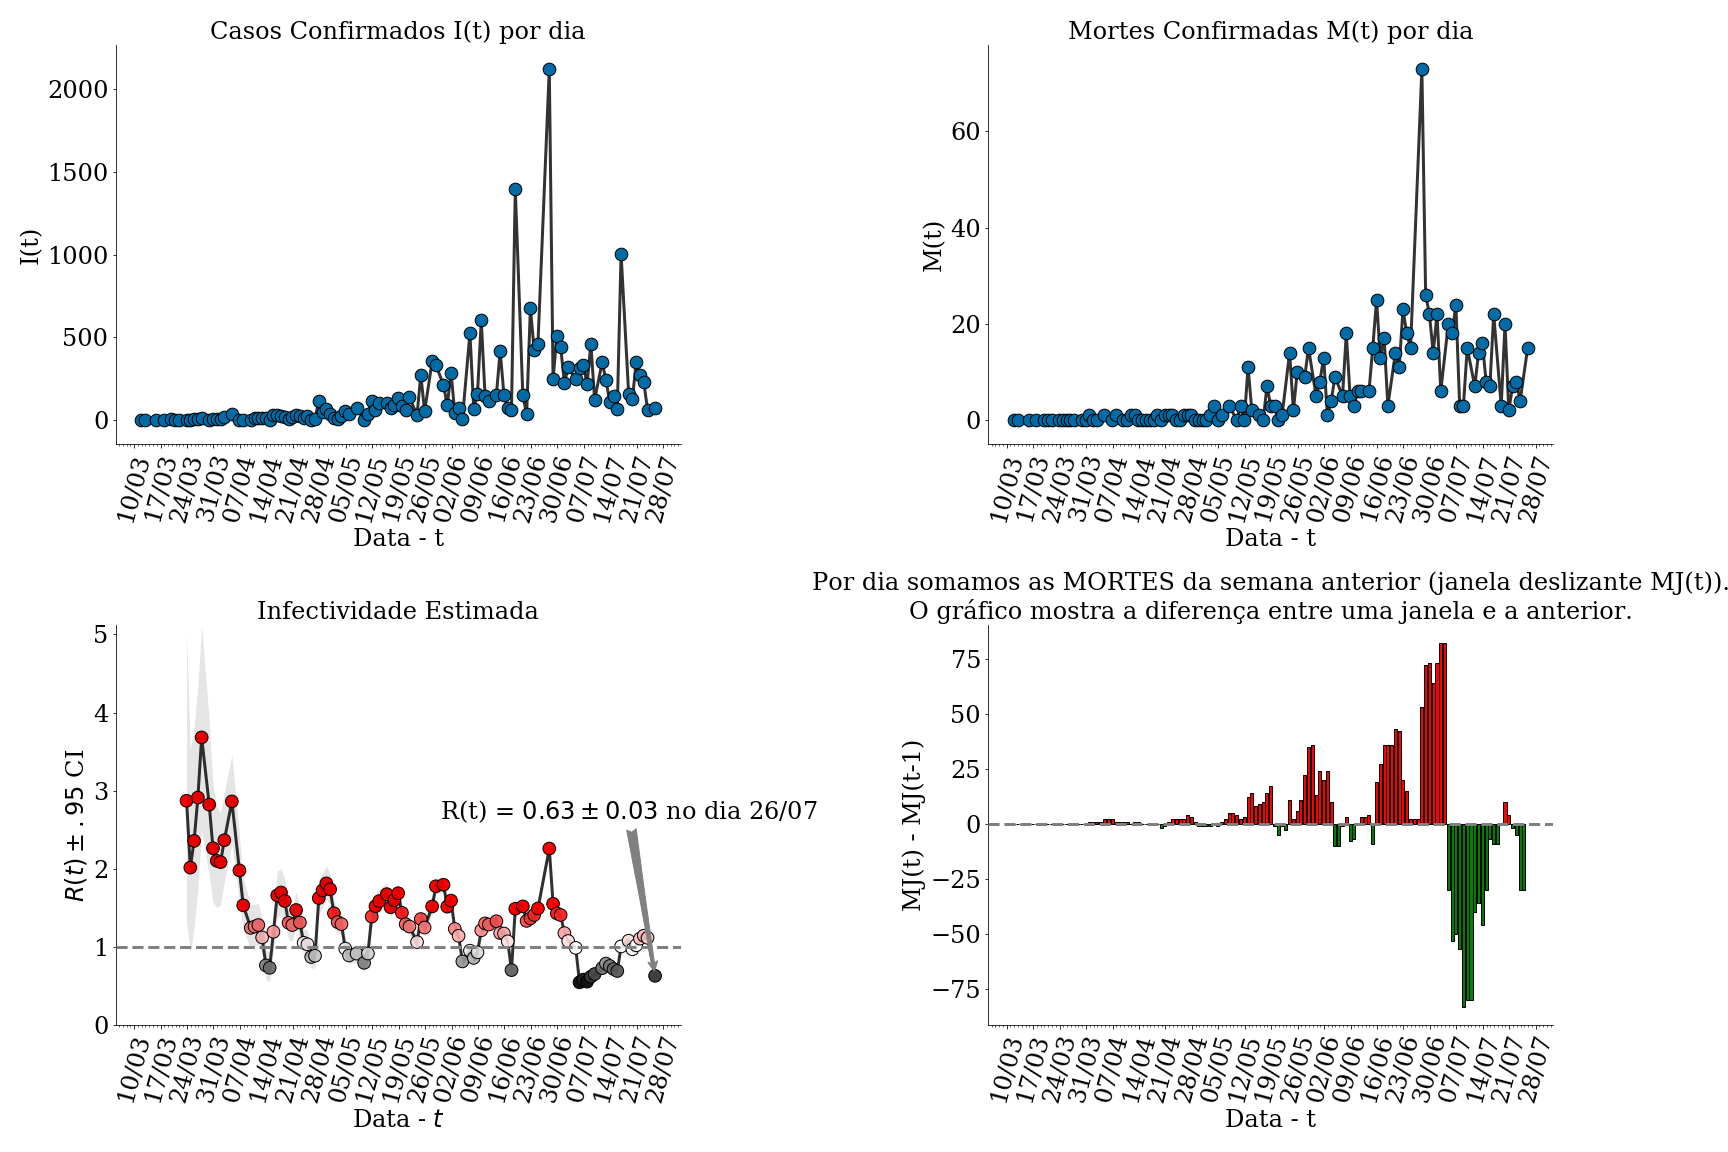 Casos Confirmados I(t) por dia
I(t)
2000
1500
1000
500
0
10/03 17/03 24/03 31/03 07/04 14/04 21/04 28/04 05/05 12/05 19/05 26/05 02/06 09/06 16/06 23/06 30/06 07/07 14/07 21/07 28/07
Data - t
Mortes Confirmadas M(t) por dia
M(t)
60
40
20
0
10/03 17/03 24/03 31/03 07/04 14/04 21/04 28/04 05/05 12/05 19/05 26/05 02/06 09/06 16/06 23/06 30/06 07/07 14/07 21/07 28/07
Data - t
Infectividade Estimada
R(t) ± .95 CI
5
4
3
2
1
0
R(t) = 0.63 ± 0.03 no dia 26/07
10/03 17/03 24/03 31/03 07/04 14/04 21/04 28/04 05/05 12/05 19/05 26/05 02/06 09/06 16/06 23/06 30/06 07/07 14/07 21/07 28/07
Data - t
Por dia somamos as MORTES da semana anterior (janela deslizante MJ(t)).
O gráfico mostra a diferença entre uma janela e a anterior.
MJ(t) - MJ(t-1)
75
50
25
0
−25
−50
−75
10/03 17/03 24/03 31/03 07/04 14/04 21/04 28/04 05/05 12/05 19/05 26/05 02/06 09/06 16/06 23/06 30/06 07/07 14/07 21/07 28/07
Data - t